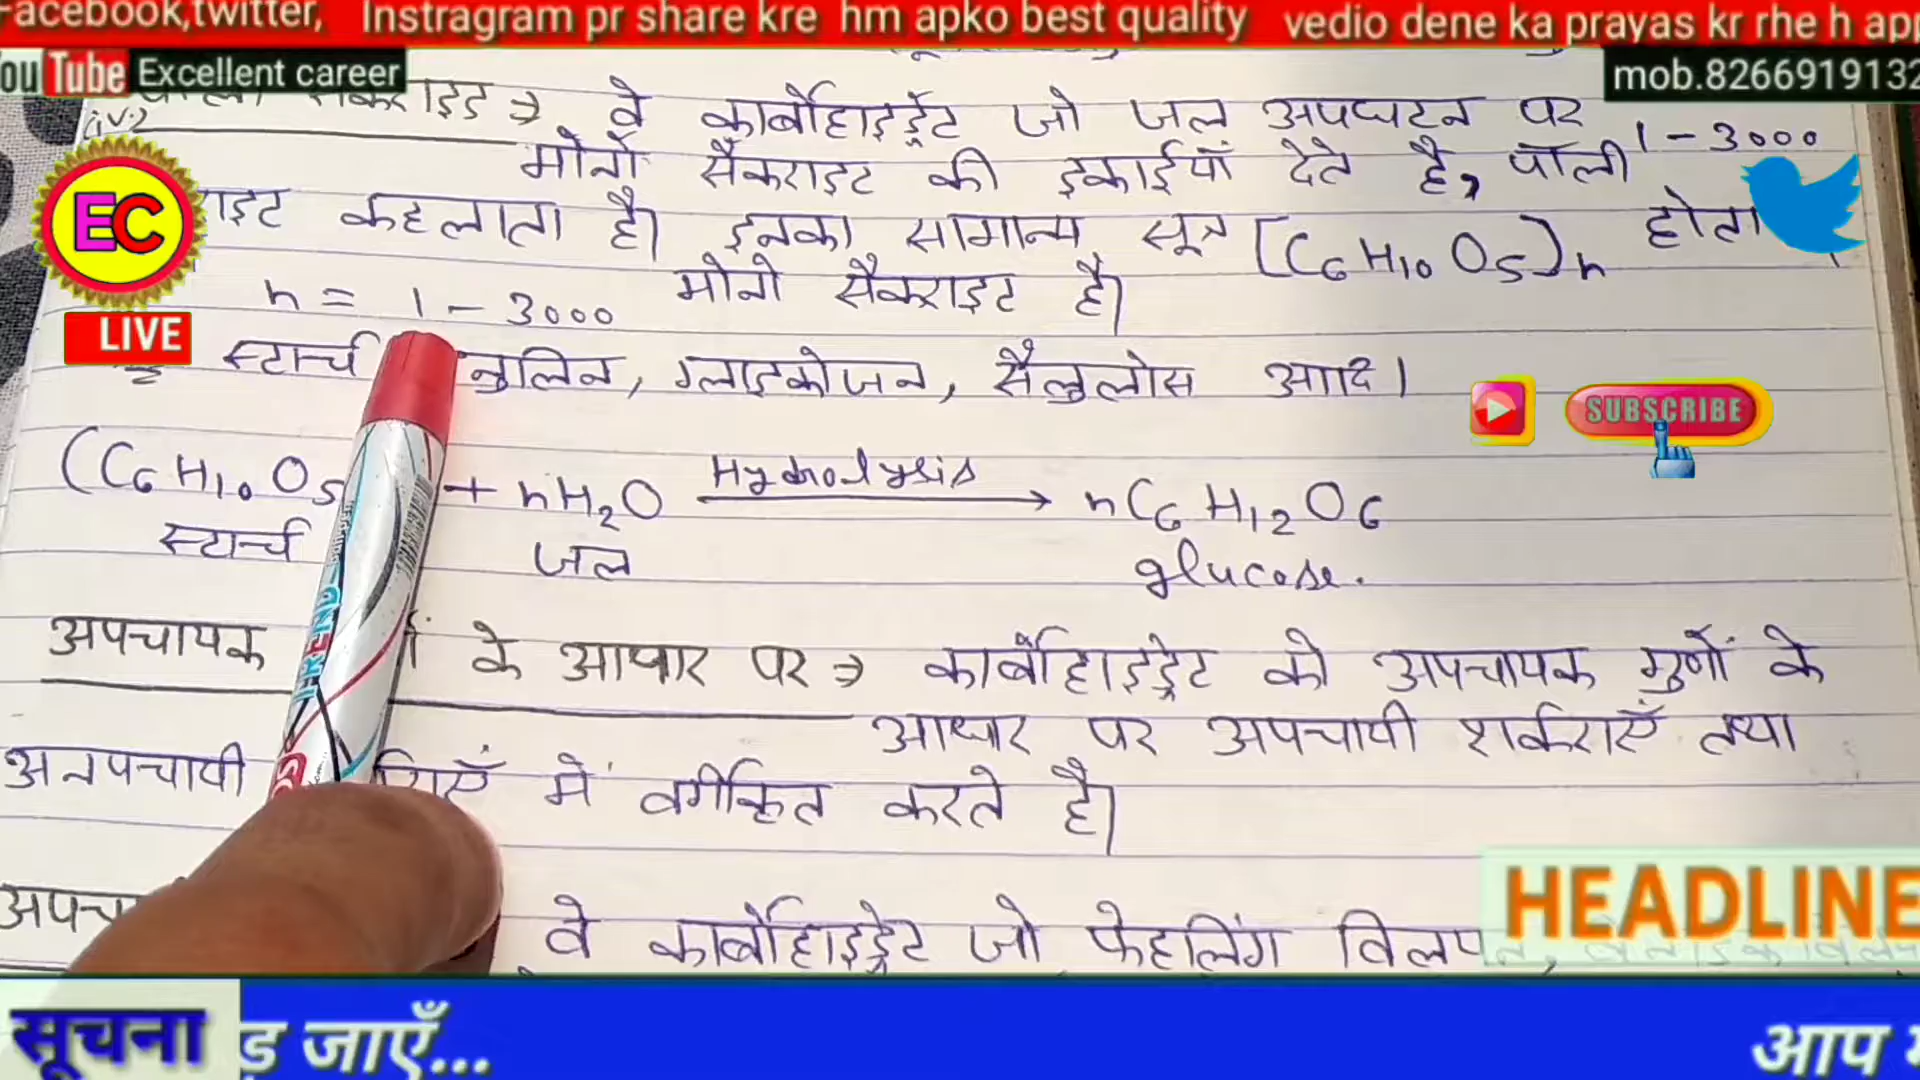 Facebook,twitter, Instragram pr share kre hm apko best quality vedio dene ka prayas kr rhe h app
You Tube Excellent career
mob.8266919132
(iv) वे कार्बोहाइड्रेट जो जल अपघटन पर
1 - 3000
मोनो सैकराइट की इकाईयाँ देते है, पॉली
राइट कहलाता है। इनका सामान्य सूत्र [C6H10O5]n होता
n = 1 - 3000 मोनो सैकराइट है।
EC
LIVE
स्टार्च नुलिन, ग्लाइकोजन, सैलुलोस आदि।
SUBSCRIBE
(C6H10O5 + nH2O Hydrolysis → nC6H12O6
स्टार्च जल glucose.
अपचायक के आधार पर ⇒ कार्बोहाइड्रेट को अपचायक गुणों के
आधार पर अपचायी शर्कराएँ तथा
अनपचायी में वर्गीकृत करते है।
वे कार्बोहाइड्रेट जो फेहलिंग
HEADLINE
सूचना ड़ जाएँ... आप